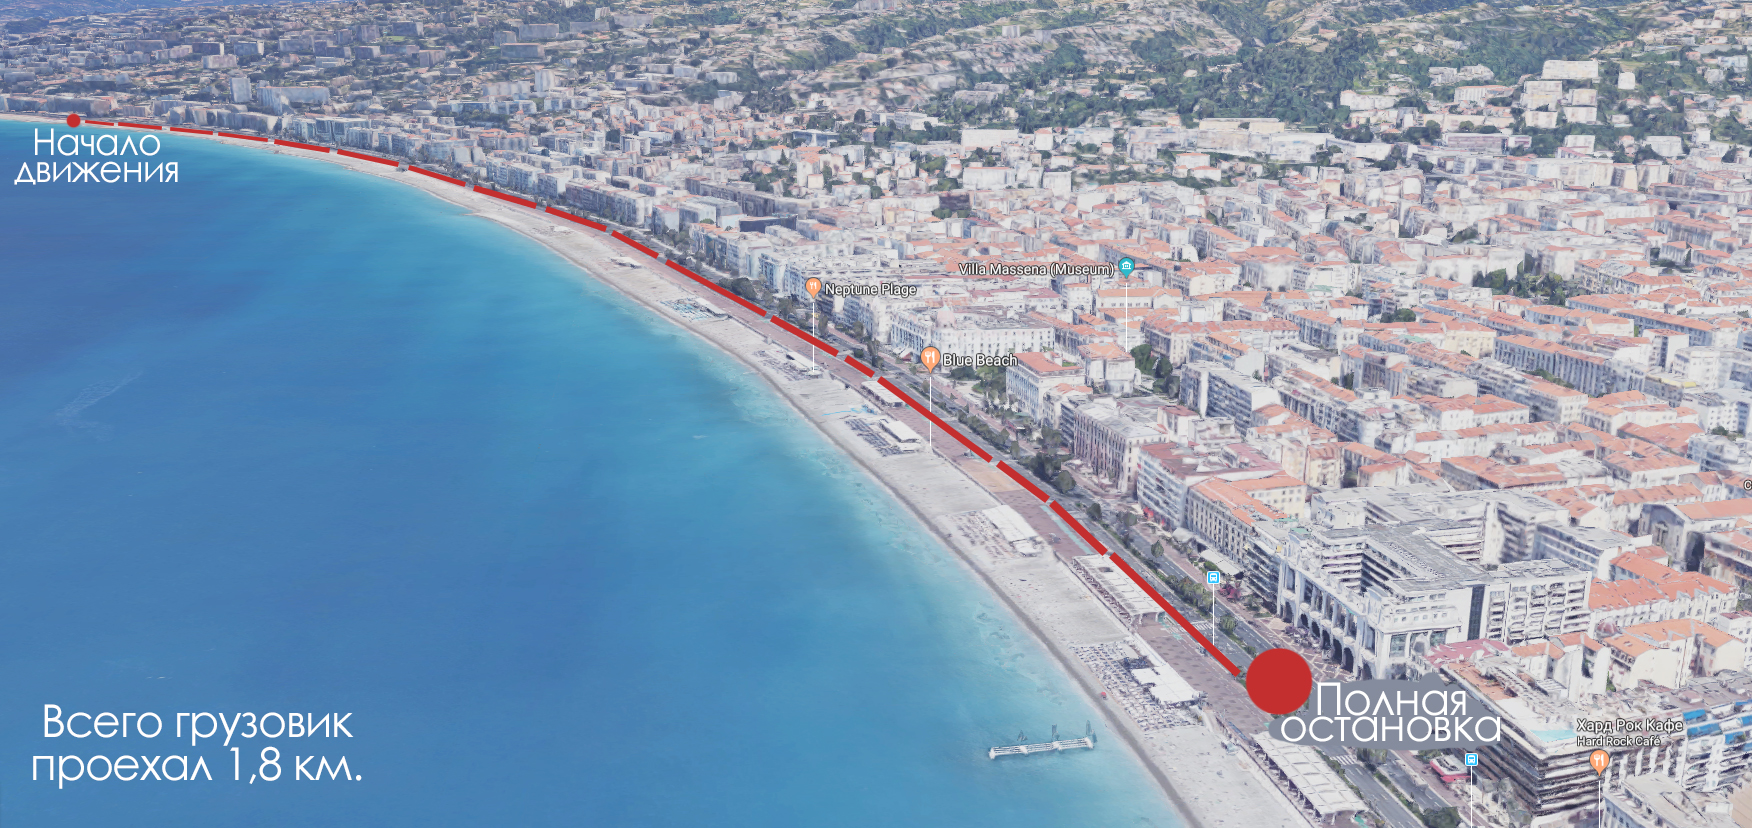 Начало
движения
Villa Massena (Museum)
Neptune Plage
Blue Beach
Полная
остановка
Всего грузовик
проехал 1,8 км.
Хард Рок Кафе
Hard Rock Café